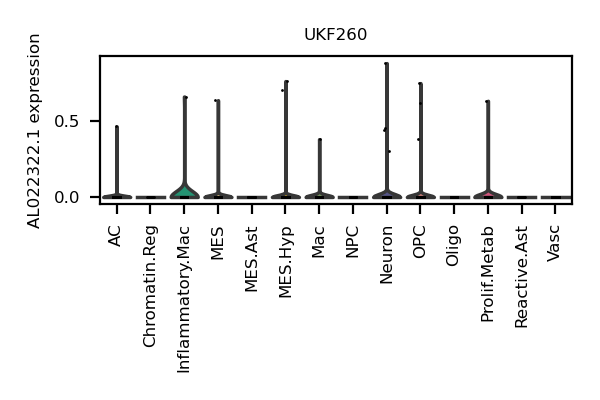 UKF260
AL022322.1 expression
0.5
0.0
AC
Chromatin.Reg
Inflammatory.Mac
MES
MES.Ast
MES.Hyp
Mac
NPC
Neuron
OPC
Oligo
Prolif.Metab
Reactive.Ast
Vasc